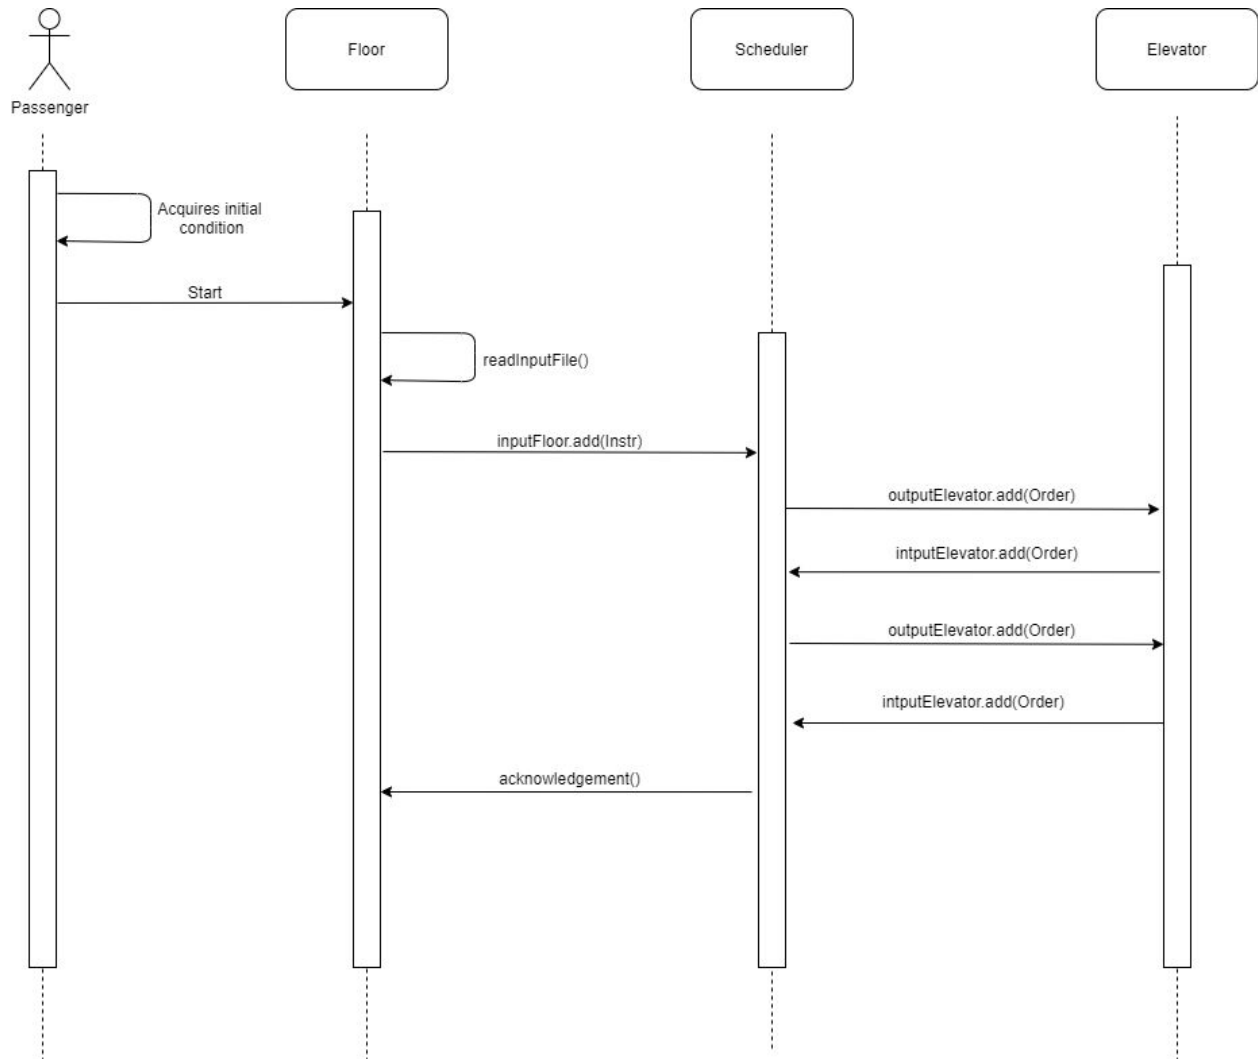 Floor
Scheduler
Elevator
Passenger
Acquires initial
condition
Start
readInputFile()
inputFloor.add(Instr)
outputElevator.add(Order)
intputElevator.add(Order)
outputElevator.add(Order)
intputElevator.add(Order)
acknowledgement()